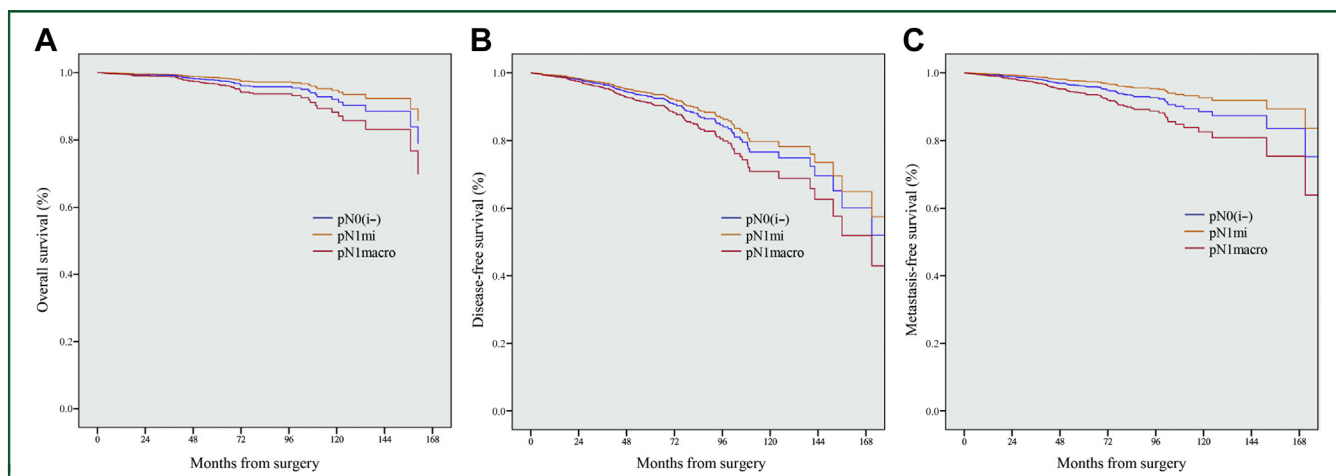 A
Overall survival (%)
1.0
0.8
0.6
0.4
0.2
0.0
pN0(i–)
pN1mi
pN1macro
0 24 48 72 96 120 144 168
Months from surgery
B
Disease-free survival (%)
1.0
0.8
0.6
0.4
0.2
0.0
pN0(i–)
pN1mi
pN1macro
0 24 48 72 96 120 144 168
Months from surgery
C
Metastasis-free survival (%)
1.0
0.8
0.6
0.4
0.2
0.0
pN0(i–)
pN1mi
pN1macro
0 24 48 72 96 120 144 168
Months from surgery